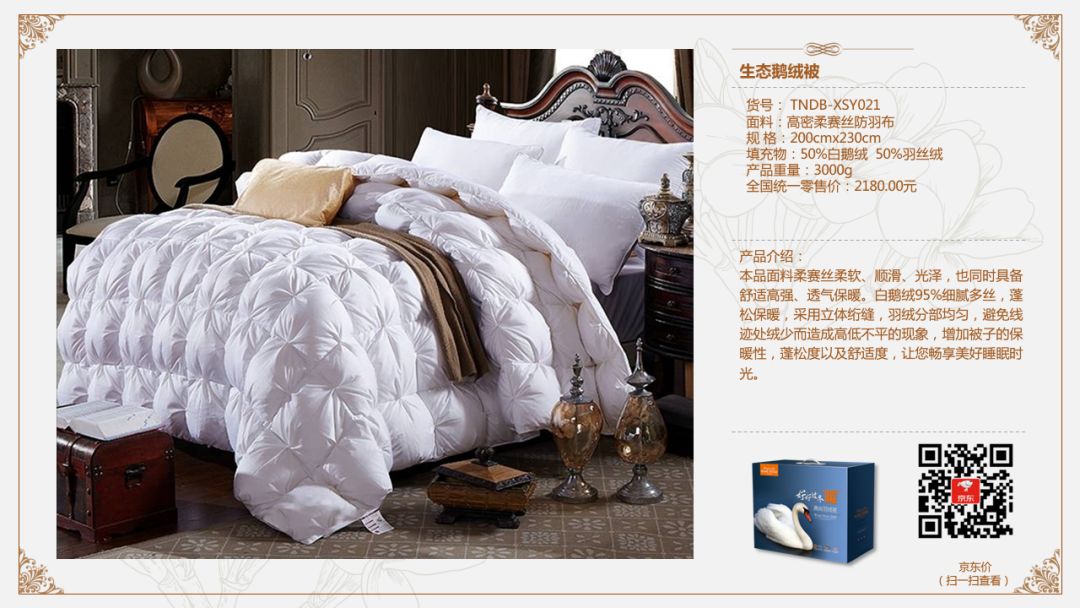 生态鹅绒被
货号：TNDB-XSY021
面料：高密柔赛丝防羽布
规 格：200cmx230cm
填充物：50%白鹅绒 50%羽丝绒
产品重量：3000g
全国统一零售价：2180.00元
产品介绍：
本品面料柔赛丝柔软、顺滑、光泽，也同时具备
舒适高强、透气保暖。白鹅绒95%细腻多丝，蓬
松保暖，采用立体绗缝，羽绒分部均匀，避免线
迹处绒少而造成高低不平的现象，增加被子的保
暖性，蓬松度以及舒适度，让您畅享美好睡眠时
光。
京东
京东价
（扫一扫查看）